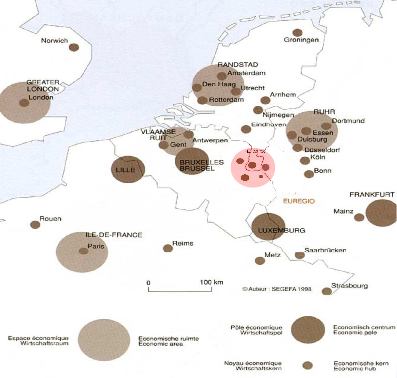 Norwich
Groningen
GREATER
LONDON
London
RANDSTAD
Amsterdam
Den Haag
Utrecht
Rotterdam
Arnhem
Nijmegen
Eindhoven
RUHR
Dortmund
Essen
Duisburg
Düsseldorf
Köln
Bonn
VLAAMSE
RUIT
Antwerpen
Gent
LILLE
BRUXELLES
BRUSSEL
EUREGIO
FRANKFURT
Mainz
Rouen
ILE-DE-FRANCE
Paris
Reims
LUXEMBURG
Metz
Saarbrücken
Strasbourg
0 100 km
© Auteur : SEGEFA 1998
Espace économique
Wirtschaftsraum
Economische ruimte
Economic area
Pôle économique
Wirtschaftspol
Economisch centrum
Economic pole
Noyau économique
Wirtschaftskern
Economische kern
Economic hub